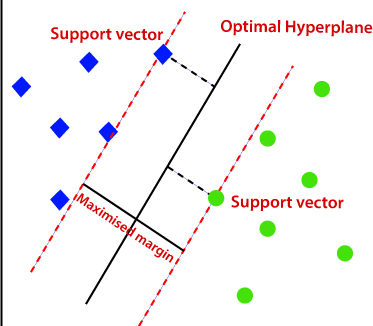 Optimal Hyperplane
Support vector
Support vector
Maximised margin